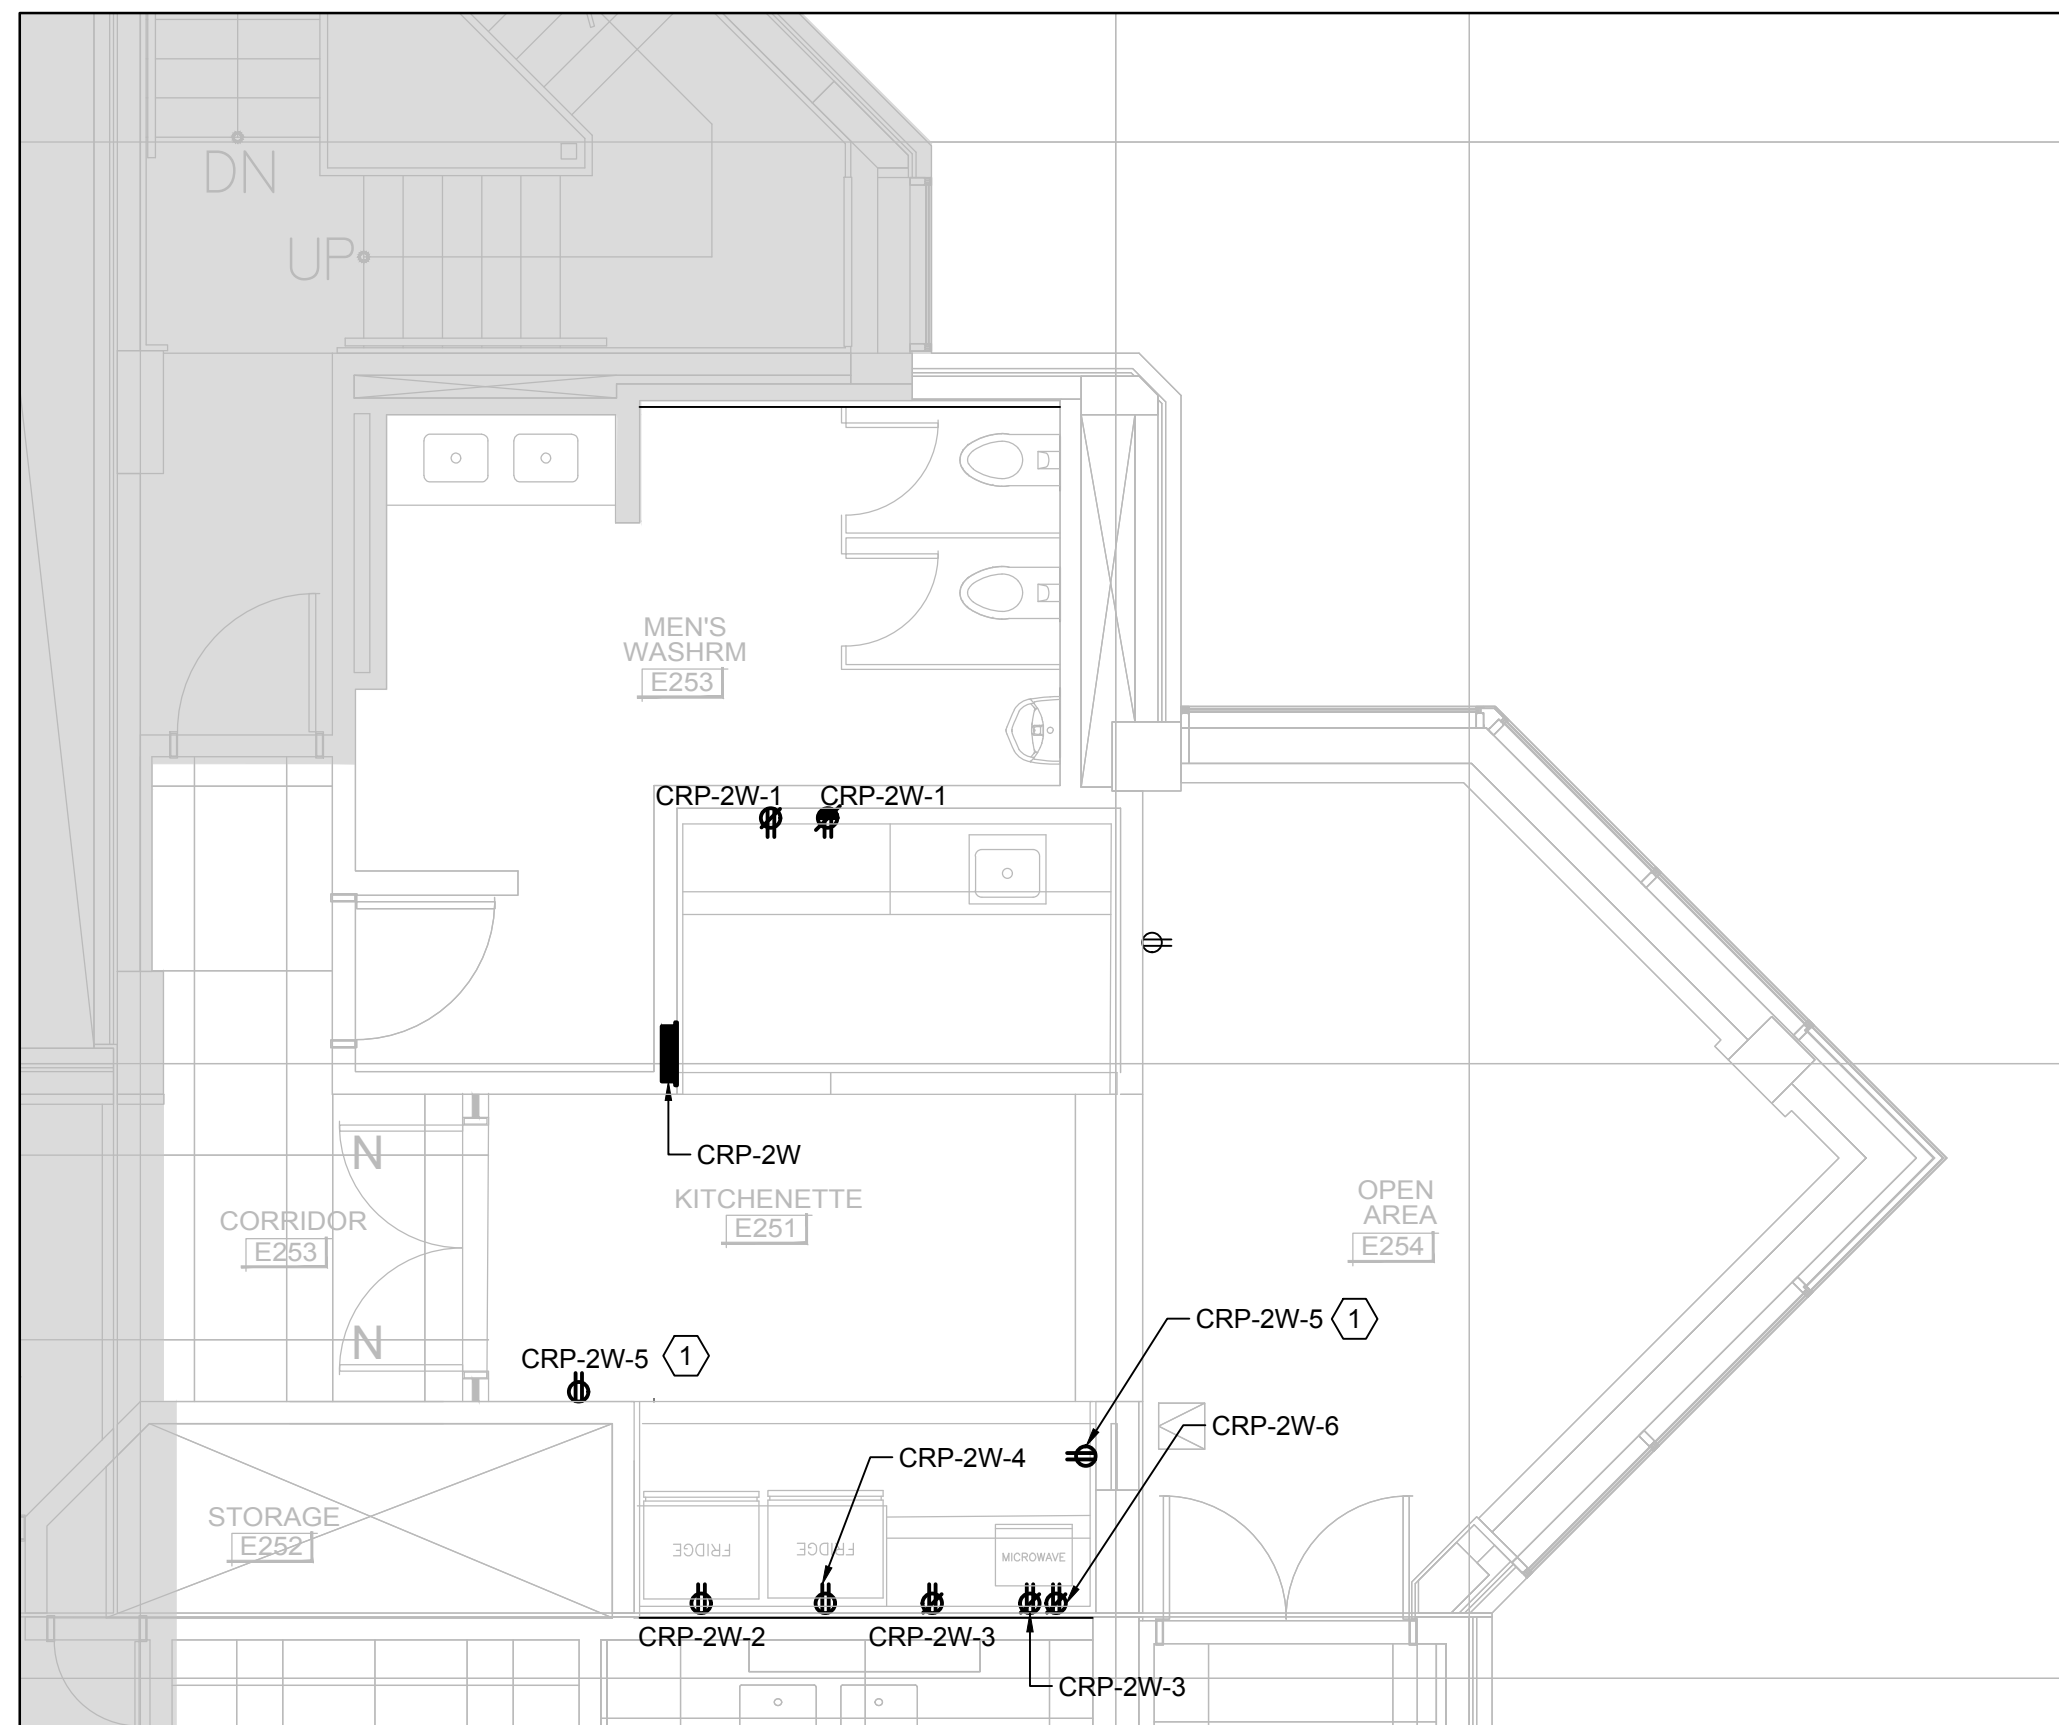 DN
UP
MEN'S
WASHRM
E253
CRP-2W-1
CRP-2W-1
CRP-2W
N
KITCHENETTE
E251
OPEN
AREA
E254
CORRIDOR
E253
CRP-2W-5 1
N
CRP-2W-5 1
CRP-2W-6
CRP-2W-4
STORAGE
E252
FRIDGE
FRIDGE
MICROWAVE
CRP-2W-2
CRP-2W-3
CRP-2W-3